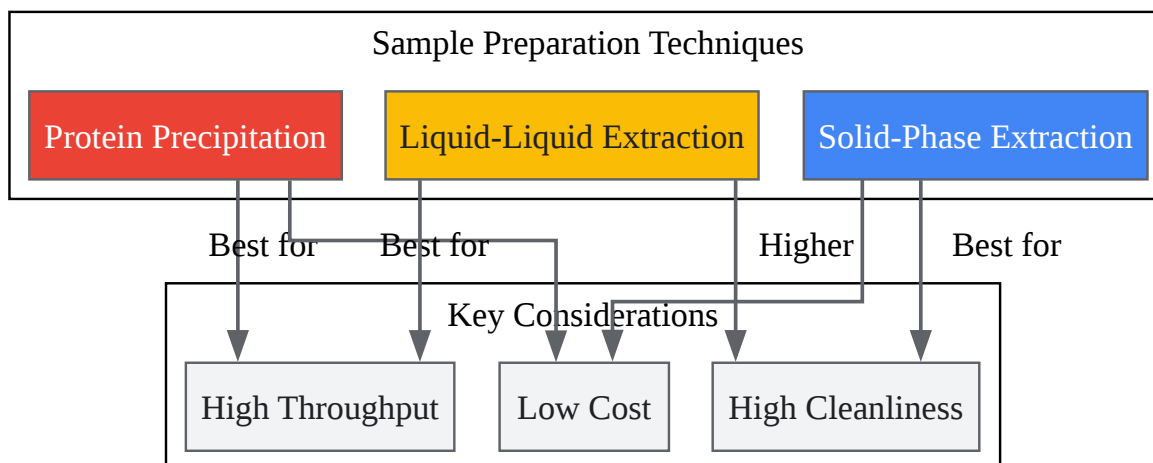 Sample Preparation Techniques
Protein Precipitation
Liquid-Liquid Extraction
Solid-Phase Extraction
Best for
Best for
Higher
Best for
Key Considerations
High Throughput
Low Cost
High Cleanliness